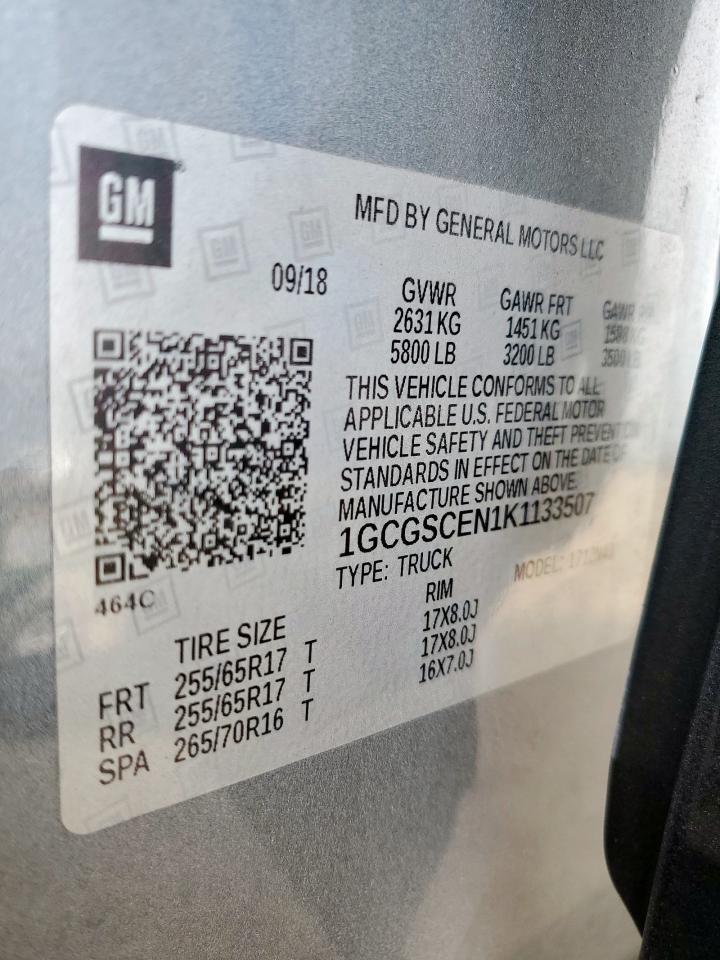 GM
MFD BY GENERAL MOTORS LLC
09/18
GVWR GAWR FRT
2631 KG 1451 KG
5800 LB 3200 LB
THIS VEHICLE CONFORMS TO ALL
APPLICABLE U.S. FEDERAL MOTOR
VEHICLE SAFETY AND THEFT PREVENTION
STANDARDS IN EFFECT ON THE DATE OF
MANUFACTURE SHOWN ABOVE.
1GCGSCEN1K1133507
TYPE: TRUCK MODEL:
464C
TIRE SIZE RIM
FRT 255/65R17 T 17X8.0J
RR 255/65R17 T 17X8.0J
SPA 265/70R16 T 16X7.0J